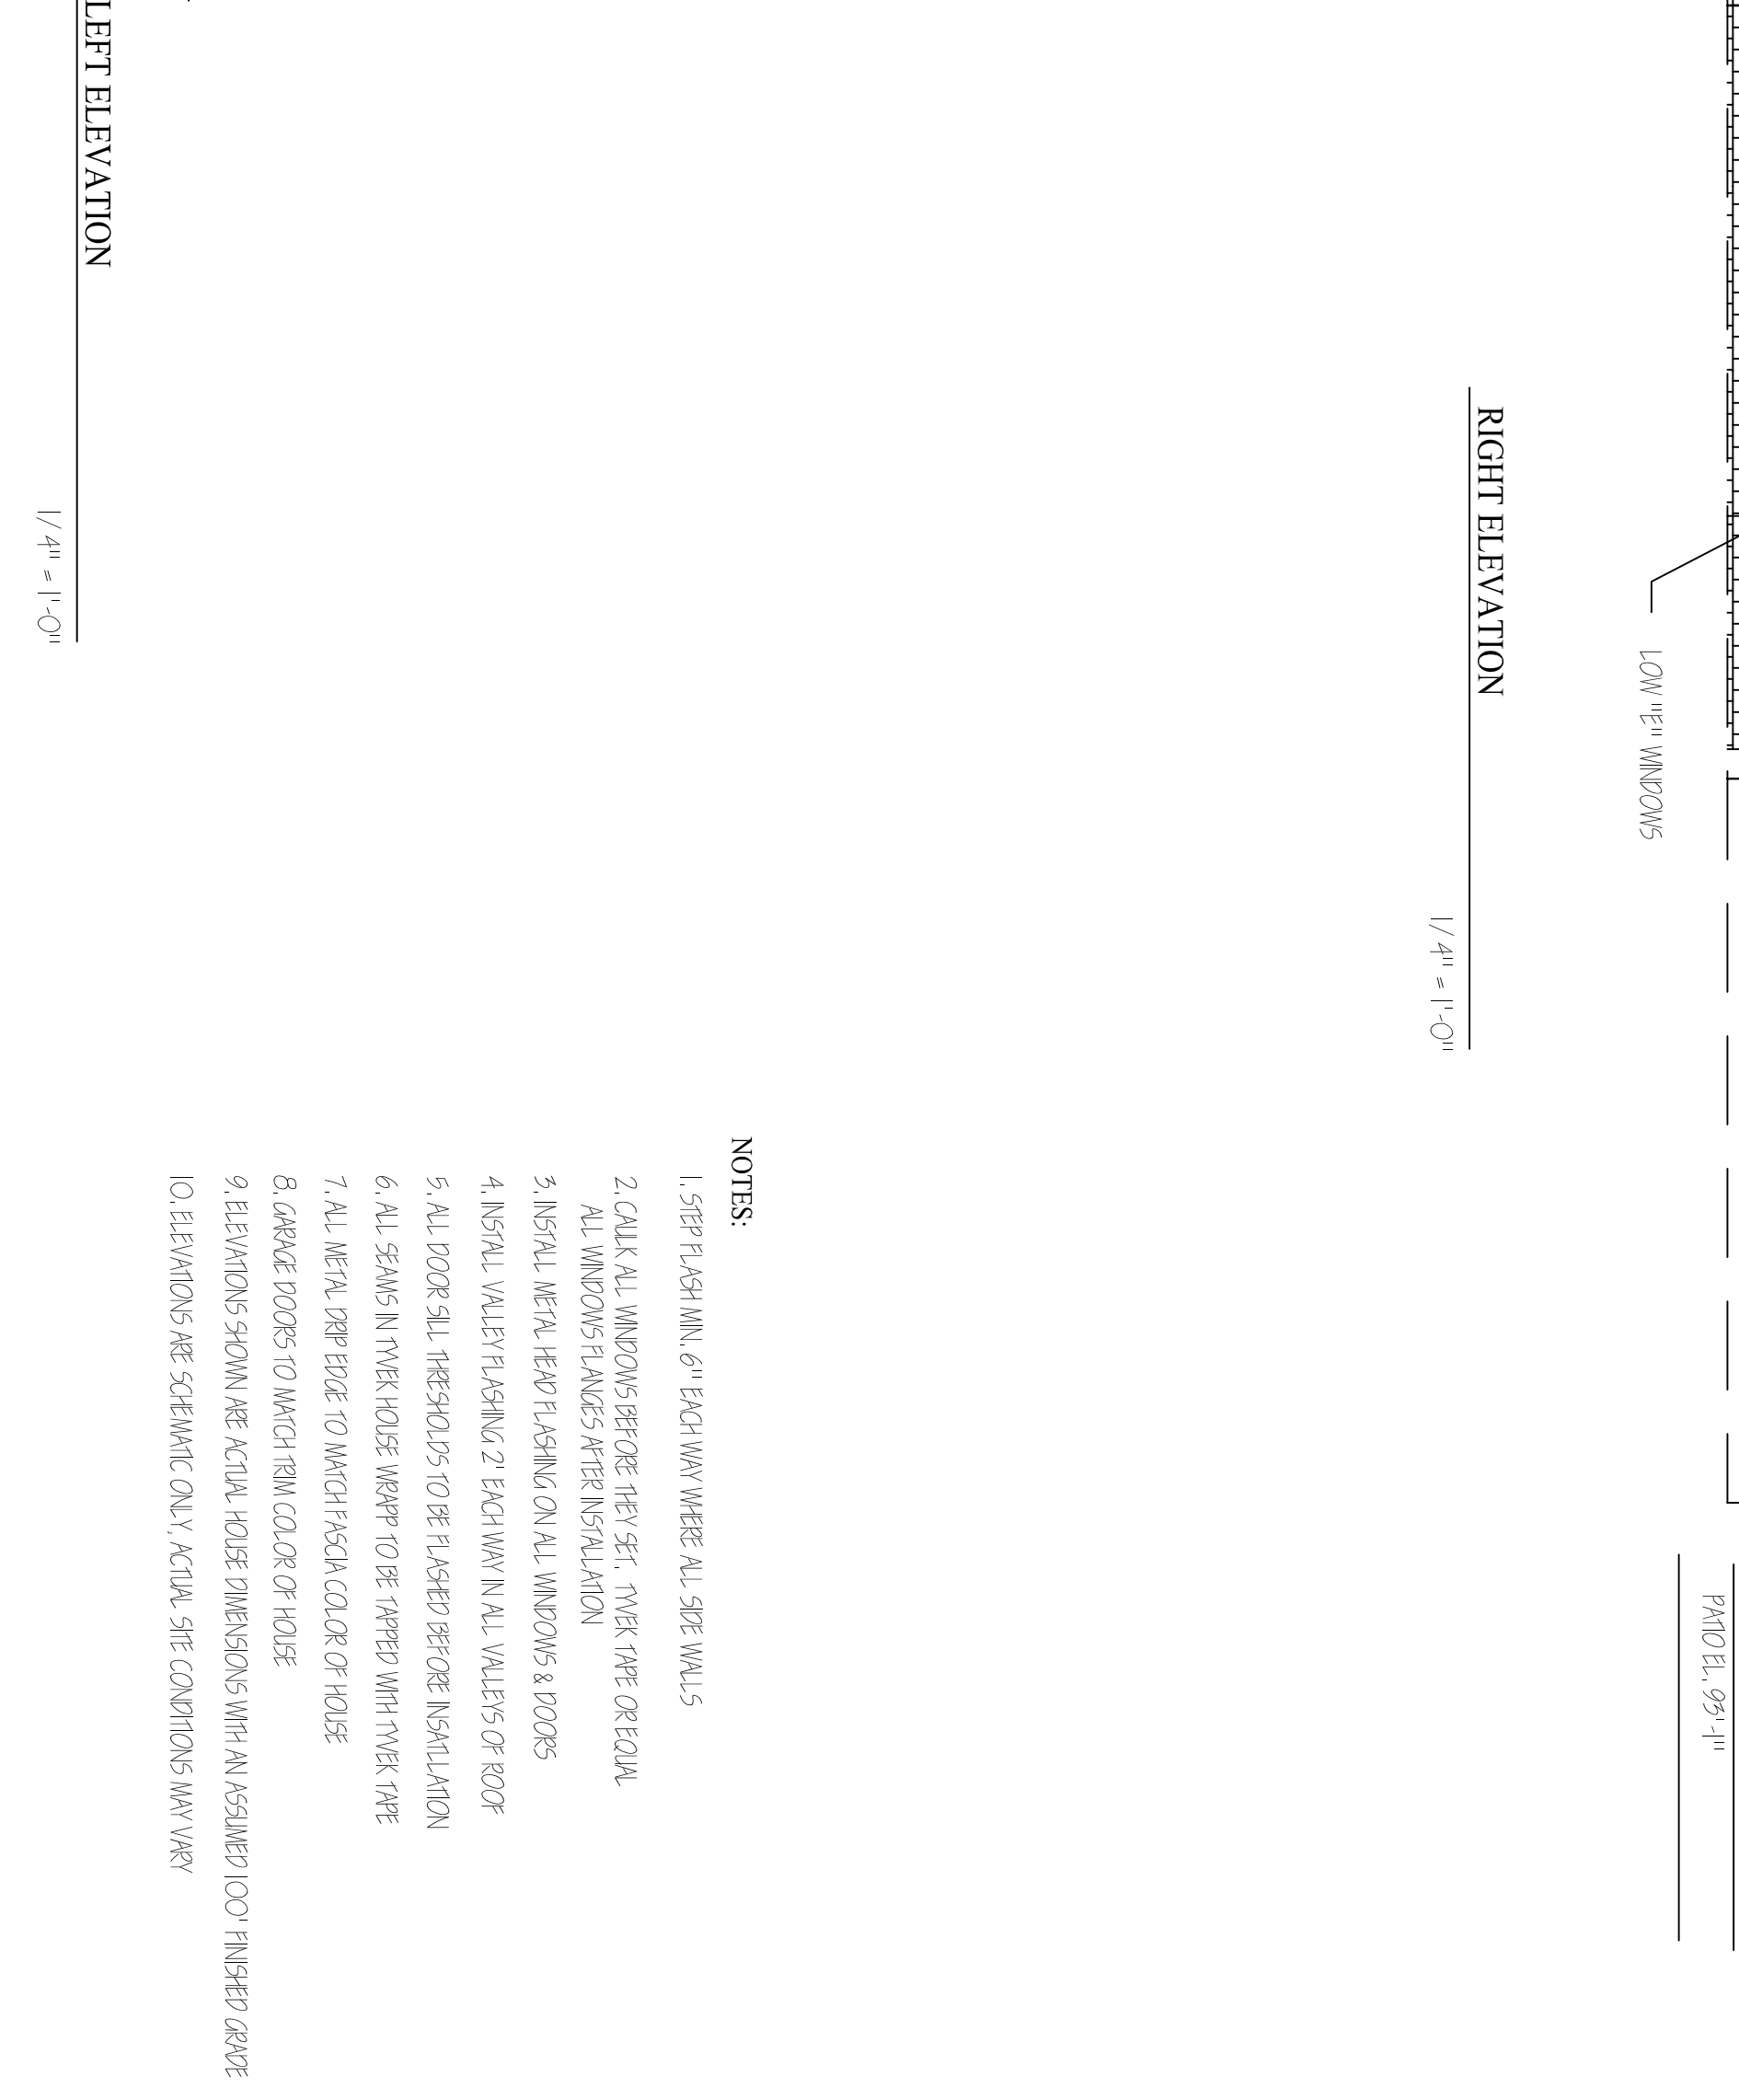 PATIO EL. 93'-1"
LOW "E" WINDOWS
RIGHT ELEVATION
1/4" = 1'-0"
NOTES:
1. STEP FLASH MIN. 6" EACH WAY WHERE ALL SIDE WALLS
2. CAULK ALL WINDOWS BEFORE THEY SET. TYVEK TAPE OR EQUAL
ALL WINDOWS FLANGES AFTER INSTALLATION
3. INSTALL METAL HEAD FLASHING ON ALL WINDOWS & DOORS
4. INSTALL VALLEY FLASHING 2' EACH WAY IN ALL VALLEYS OF ROOF
5. ALL DOOR SILL THRESHOLDS TO BE FLASHED BEFORE INSATLLATION
6. ALL SEAMS IN TYVEK HOUSE WRAPP TO BE TAPPED WITH TYVEK TAPE
7. ALL METAL DRIP EDGE TO MATCH FASCIA COLOR OF HOUSE
8. GARAGE DOORS TO MATCH TRIM COLOR OF HOUSE
9. ELEVATIONS SHOWN ARE ACTUAL HOUSE DIMENSIONS WITH AN ASSUMED 100' FINISHED GRADE
10. ELEVATIONS ARE SCHEMATIC ONLY, ACTUAL SITE CONDITIONS MAY VARY
LEFT ELEVATION
1/4" = 1'-0"